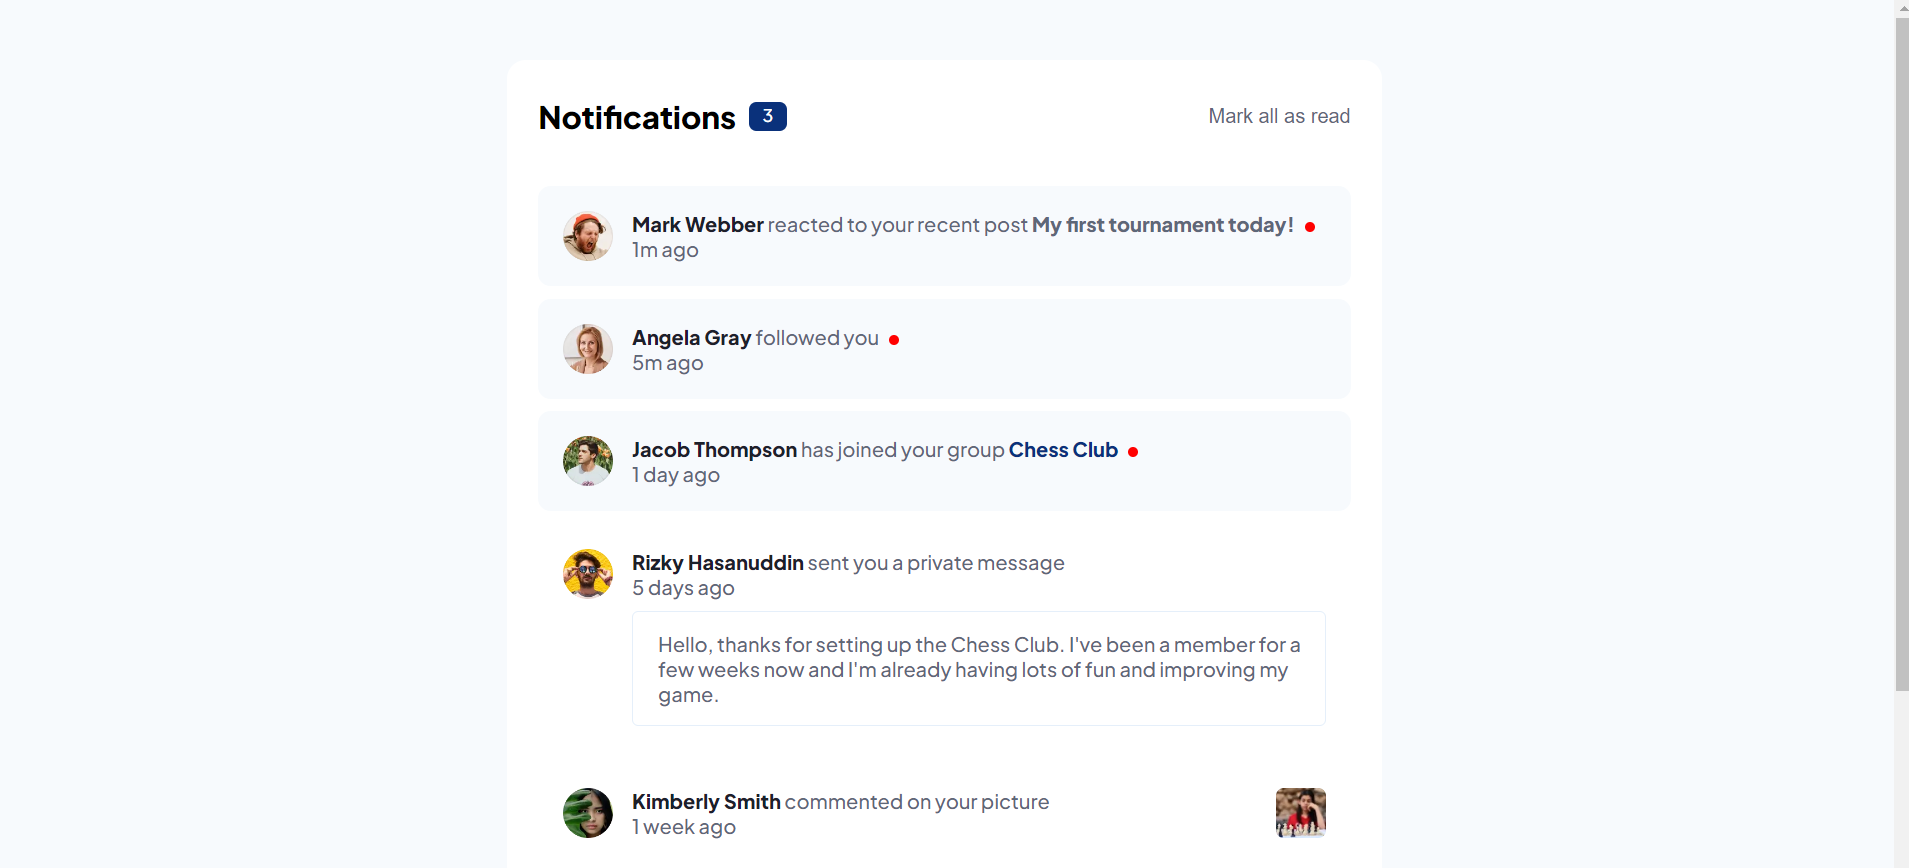 Notifications 3
Mark all as read
Mark Webber reacted to your recent post My first tournament today!
1m ago
Angela Gray followed you
5m ago
Jacob Thompson has joined your group Chess Club
1 day ago
Rizky Hasanuddin sent you a private message
5 days ago
Hello, thanks for setting up the Chess Club. I've been a member for a
few weeks now and I'm already having lots of fun and improving my
game.
Kimberly Smith commented on your picture
1 week ago